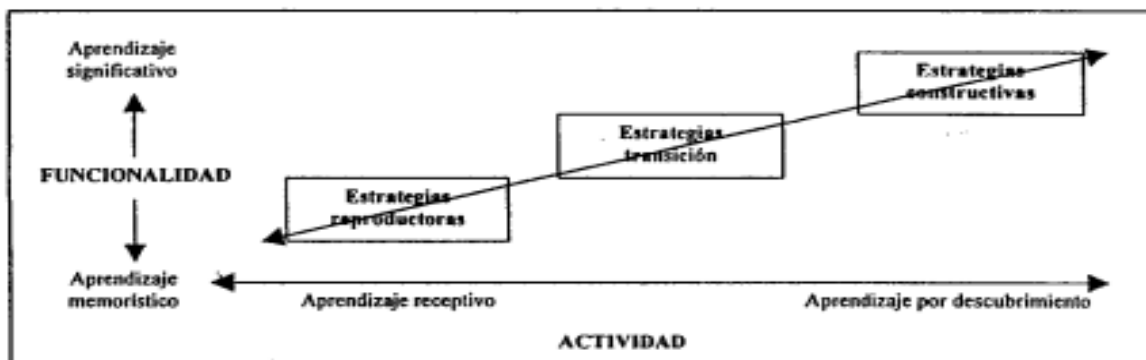 Aprendizaje
significativo
FUNCIONALIDAD
Aprendizaje
memorístico
Estrategias
constructivas
Estrategias
transición
Estrategias
reproductoras
Aprendizaje receptivo
Aprendizaje por descubrimiento
ACTIVIDAD